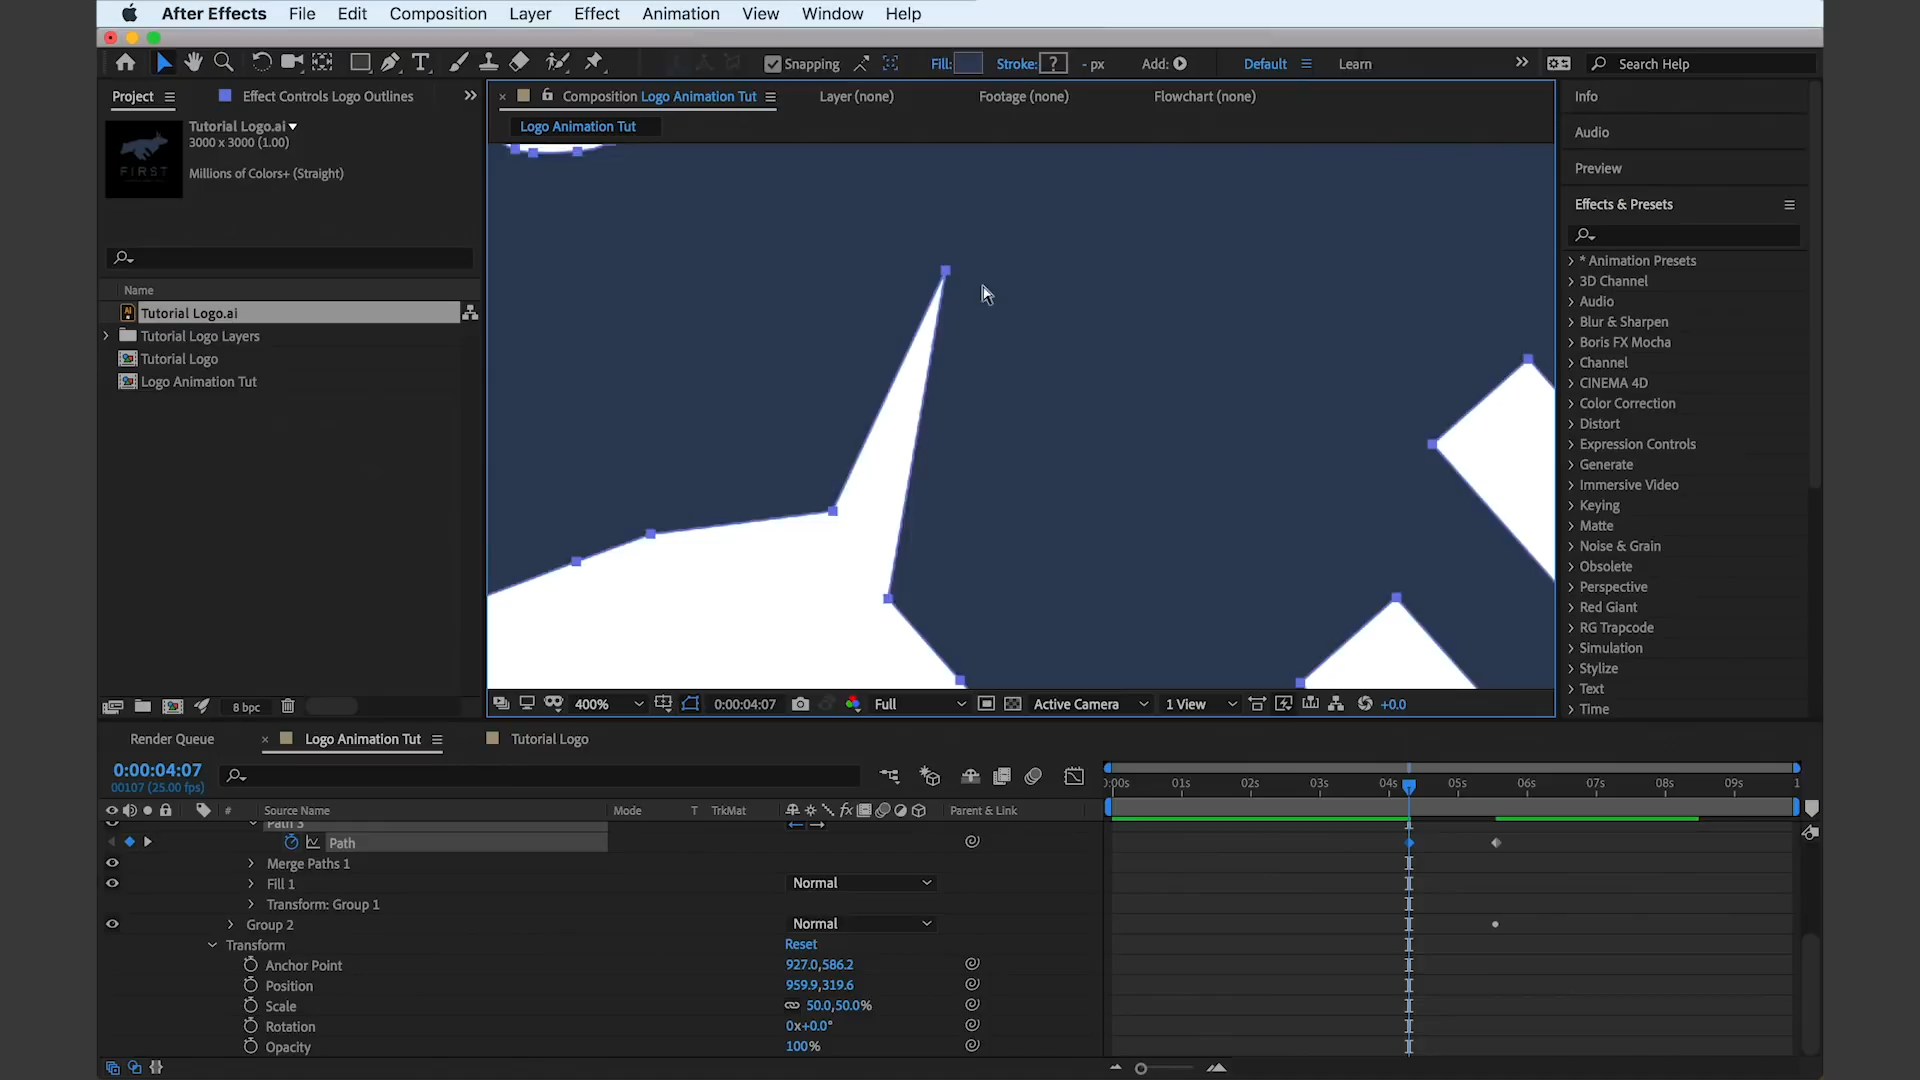 After Effects File Edit Composition Layer Effect Animation View Window Help
Snapping Fill: Stroke: ? - px Add: Default Learn Search Help
Project Effect Controls Logo Outlines
Composition Logo Animation Tut Layer (none) Footage (none) Flowchart (none)
Logo Animation Tut
FIRST
Tutorial Logo.ai
3000 x 3000 (1.00)
Millions of Colors+ (Straight)
Name
Tutorial Logo.ai
Tutorial Logo Layers
Tutorial Logo
Logo Animation Tut
8 bpc
400% 0:00:04:07 Full Active Camera 1 View +0.0
Info
Audio
Preview
Effects & Presets
* Animation Presets
3D Channel
Audio
Blur & Sharpen
Boris FX Mocha
Channel
CINEMA 4D
Color Correction
Distort
Expression Controls
Generate
Immersive Video
Keying
Matte
Noise & Grain
Obsolete
Perspective
Red Giant
RG Trapcode
Simulation
Stylize
Text
Time
Render Queue Logo Animation Tut Tutorial Logo
0:00:04:07
00107 (25.00 fps)
# Source Name Mode T TrkMat fx Parent & Link
:00s 01s 02s 03s 04s 05s 06s 07s 08s 09s 1
Path 3
Path
Merge Paths 1
Fill 1 Normal
Transform: Group 1
Group 2 Normal
Transform Reset
Anchor Point 927.0,586.2
Position 959.9,319.6
Scale 50.0,50.0%
Rotation 0x+0.0°
Opacity 100%